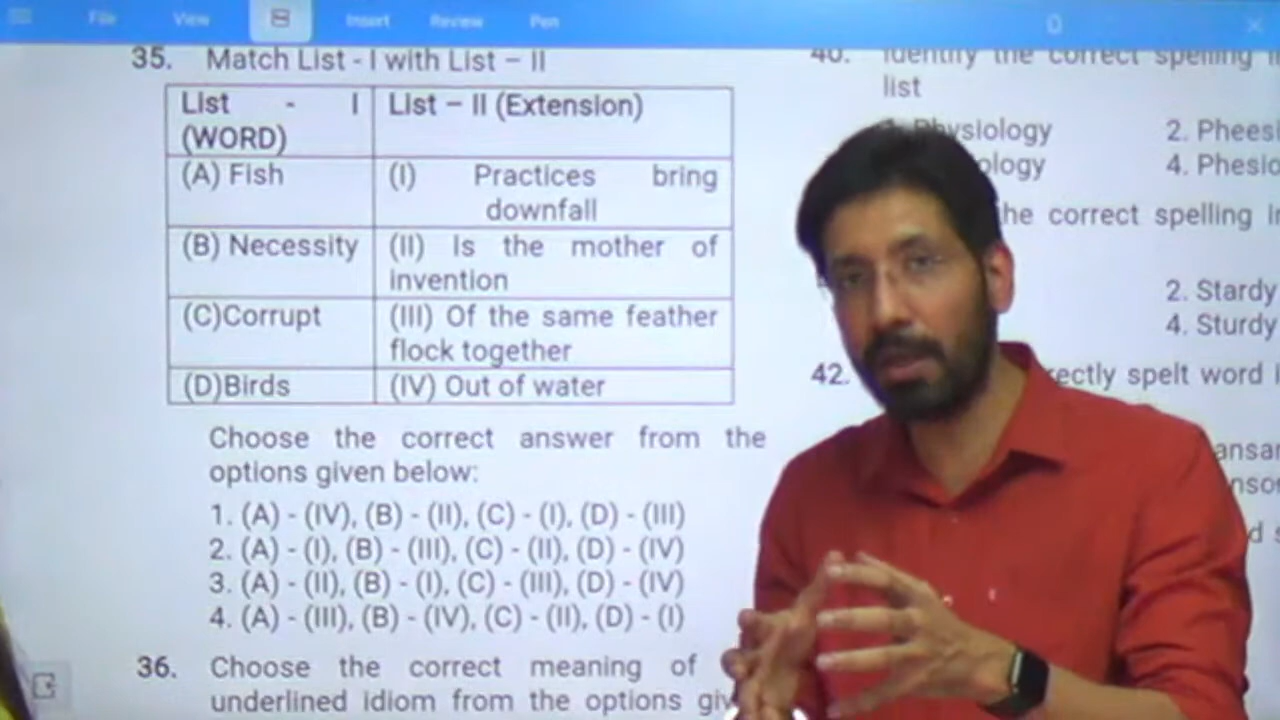 File View Insert Review Pen
35. Match List - I with List – II
List - I
(WORD)
List – II (Extension)
(A) Fish
(I) Practices bring
downfall
(B) Necessity
(II) Is the mother of
invention
(C)Corrupt
(III) Of the same feather
flock together
(D)Birds
(IV) Out of water
Choose the correct answer from the
options given below:
1. (A) - (IV), (B) - (II), (C) - (I), (D) - (III)
2. (A) - (I), (B) - (III), (C) - (II), (D) - (IV)
3. (A) - (II), (B) - (I), (C) - (III), (D) - (IV)
4. (A) - (III), (B) - (IV), (C) - (II), (D) - (I)
36. Choose the correct meaning of
underlined idiom from the options
40. Identify the correct spelling
list
Physiology 2.
4.
the correct spelling
2. Stardy
4. Sturdy
42. spelt word